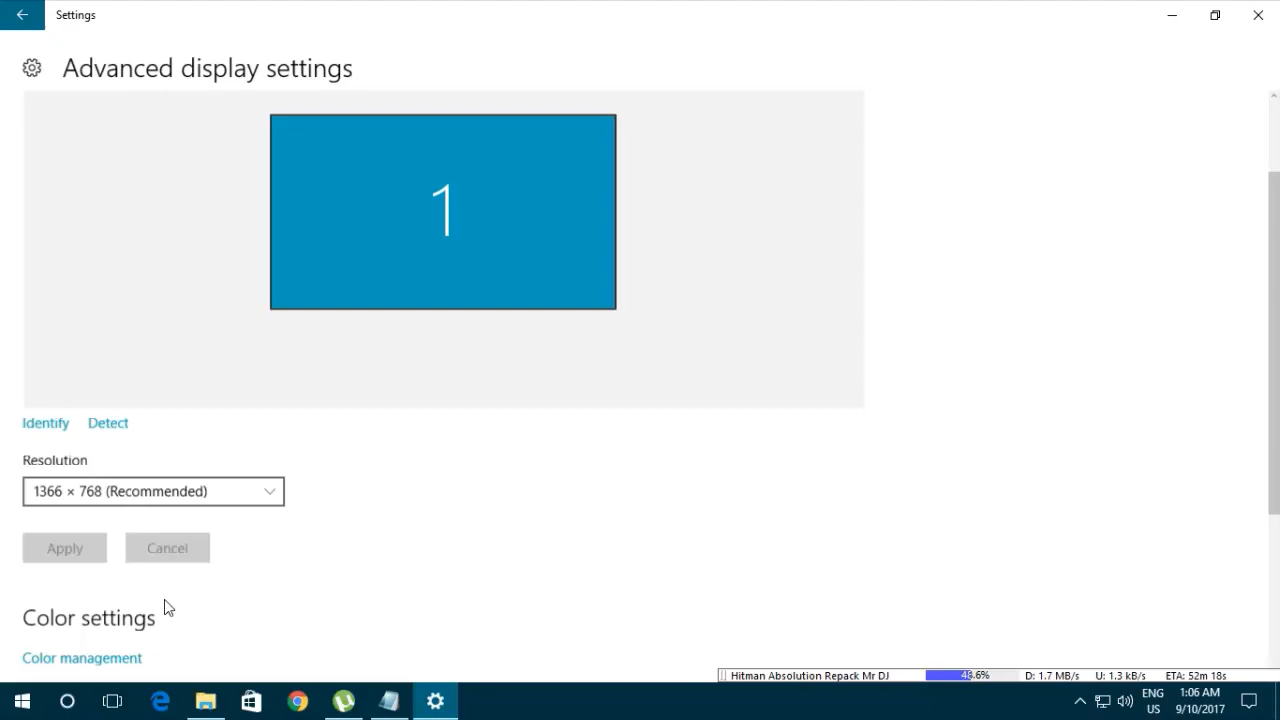 Settings
Advanced display settings
1
Identify Detect
Resolution
1366 × 768 (Recommended)
Apply Cancel
Color settings
Color management
Hitman Absolution Repack Mr DJ D: 1.7 MB/s U: 1.3 kB/s ETA: 52m 18s
ENG 1:06 AM
US 9/10/2017